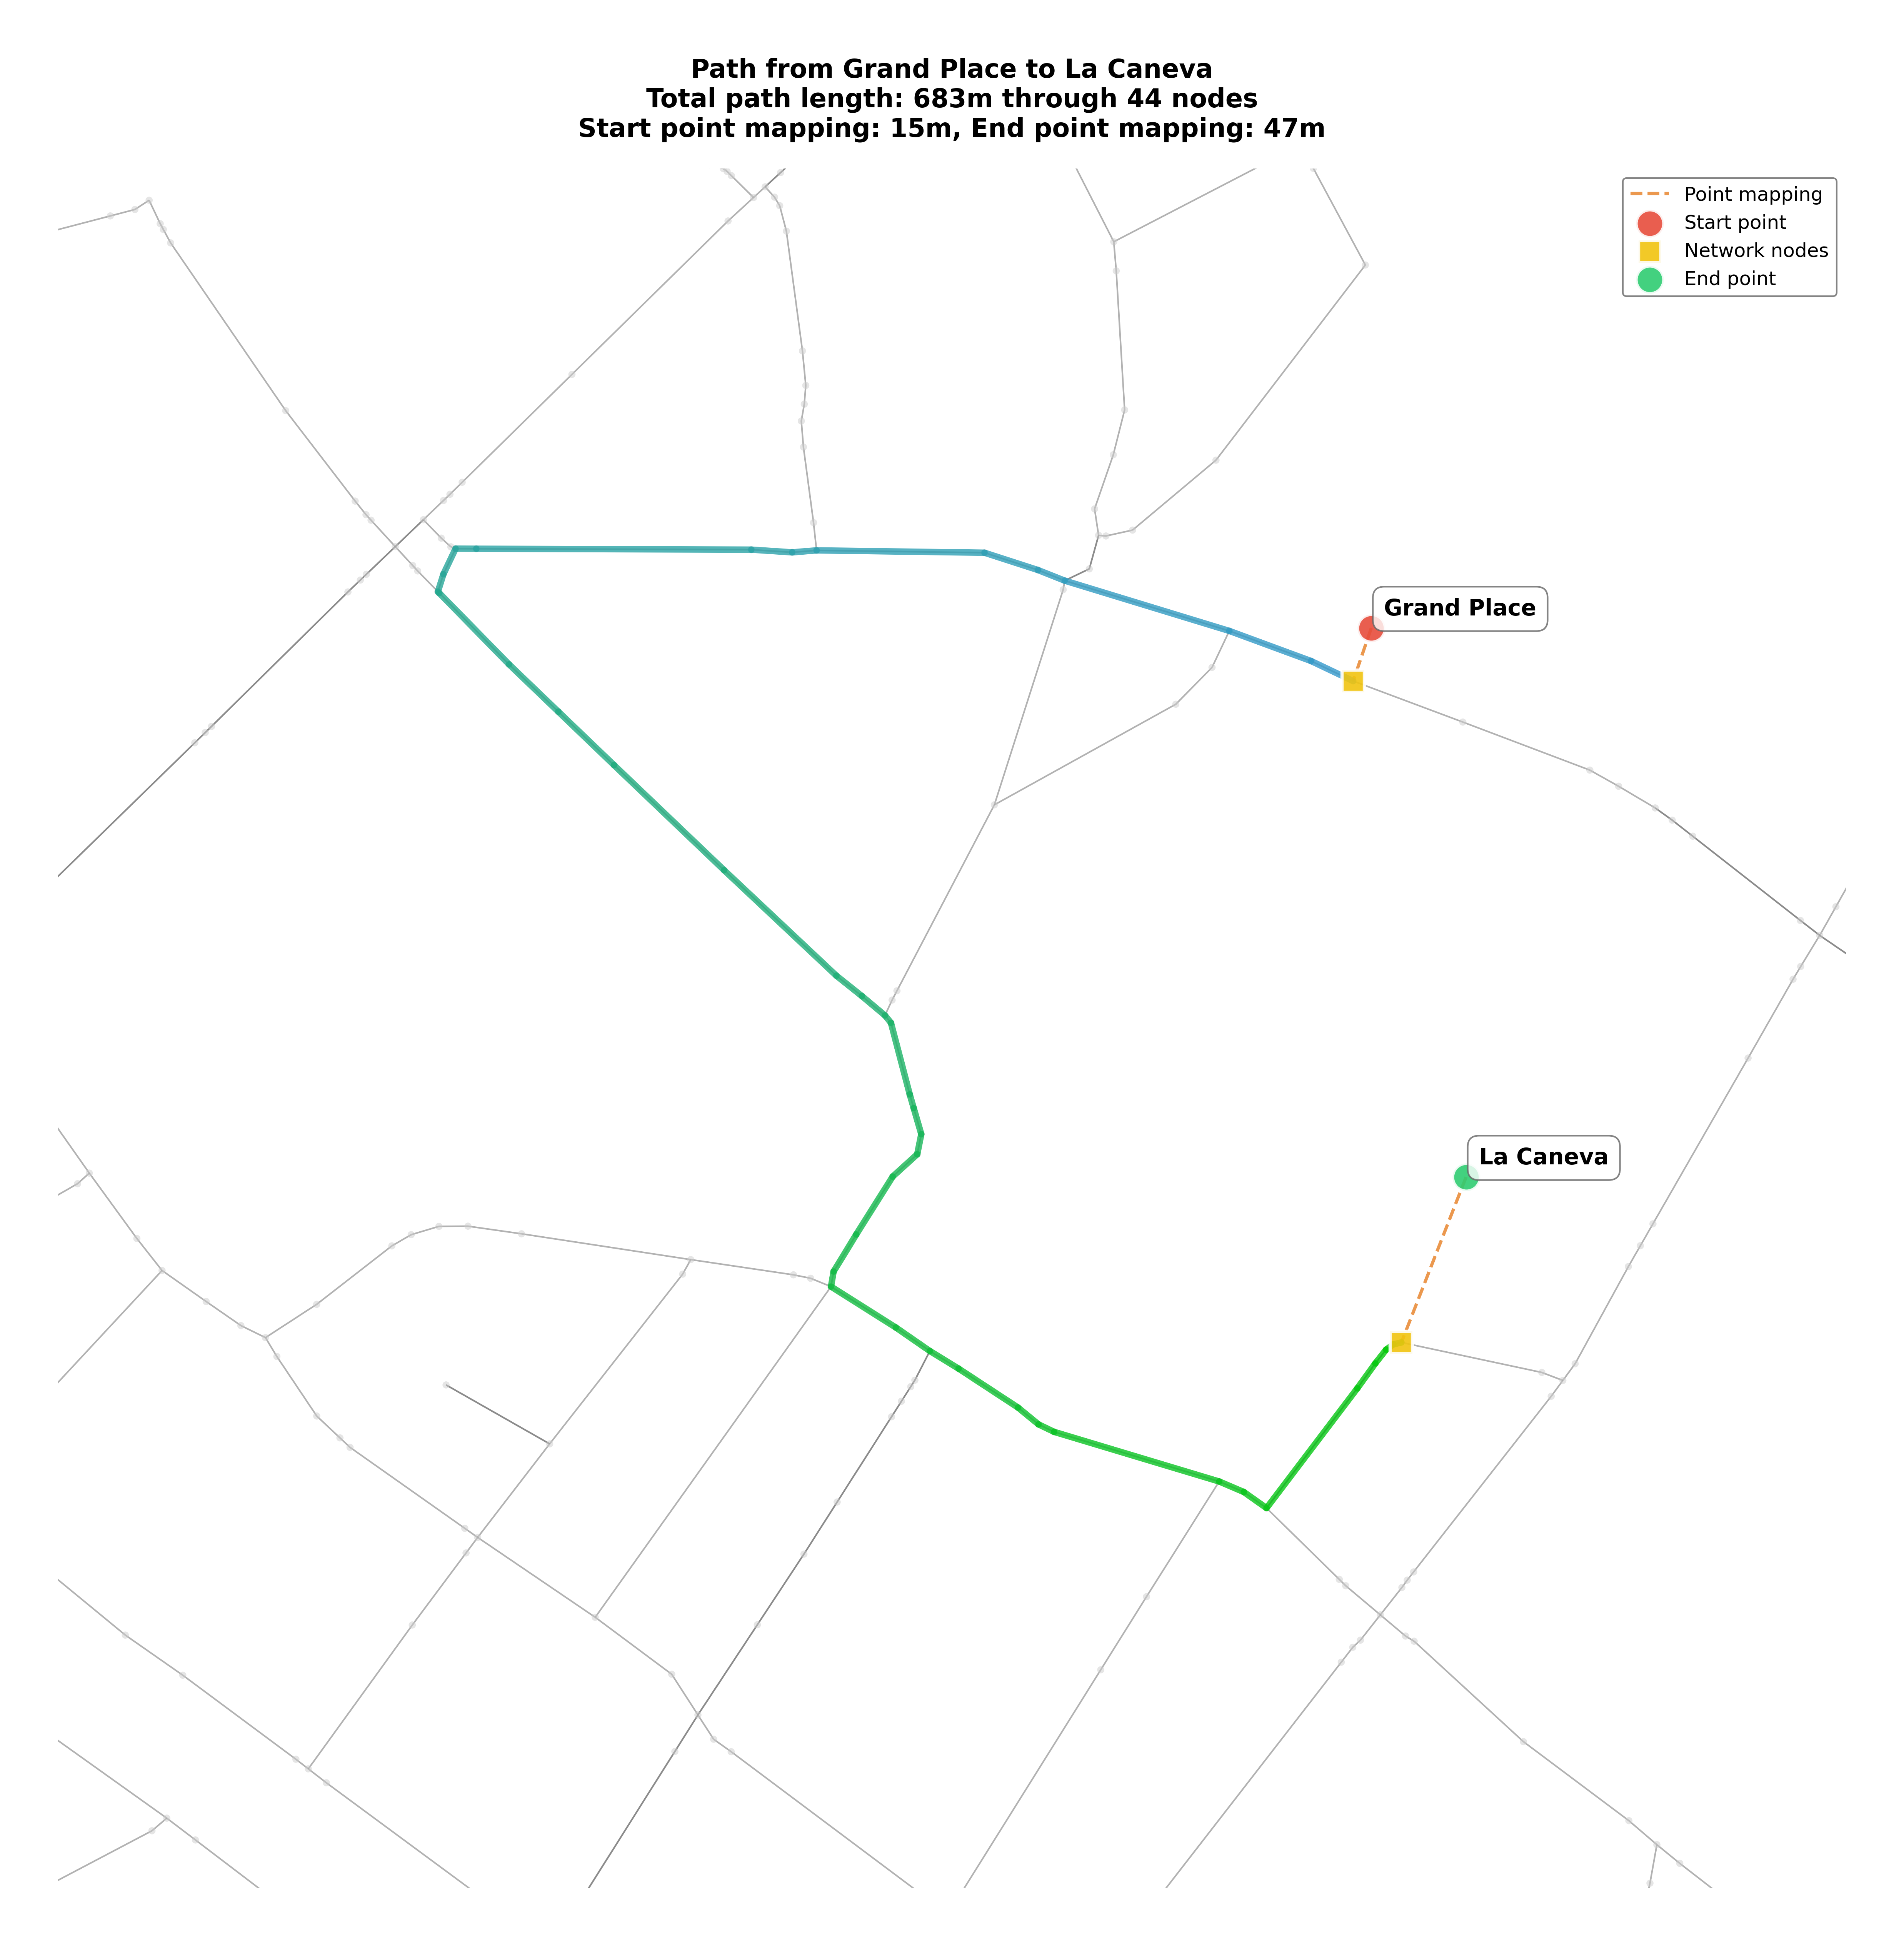 Path from Grand Place to La Caneva
Total path length: 683m through 44 nodes
Start point mapping: 15m, End point mapping: 47m
Point mapping
Start point
Network nodes
End point
Grand Place
La Caneva